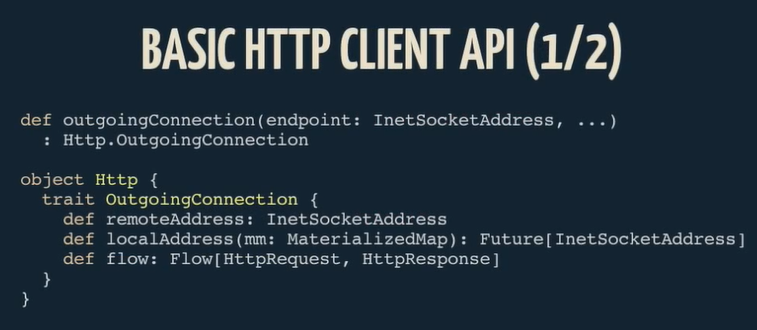 BASIC HTTP CLIENT API (1/2)
def outgoingConnection(endpoint: InetSocketAddress, ...)
  : Http.OutgoingConnection
object Http {
  trait OutgoingConnection {
    def remoteAddress: InetSocketAddress
    def localAddress(mm: MaterializedMap): Future[InetSocketAddress]
    def flow: Flow[HttpRequest, HttpResponse]
  }
}